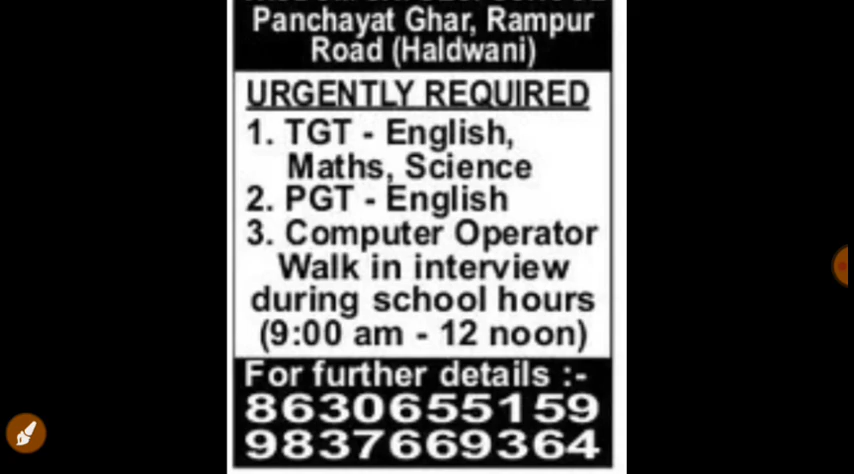 Panchayat Ghar, Rampur
Road (Haldwani)
URGENTLY REQUIRED
1. TGT - English,
Maths, Science
2. PGT - English
3. Computer Operator
Walk in interview
during school hours
(9:00 am - 12 noon)
For further details :-
8630655159
9837669364